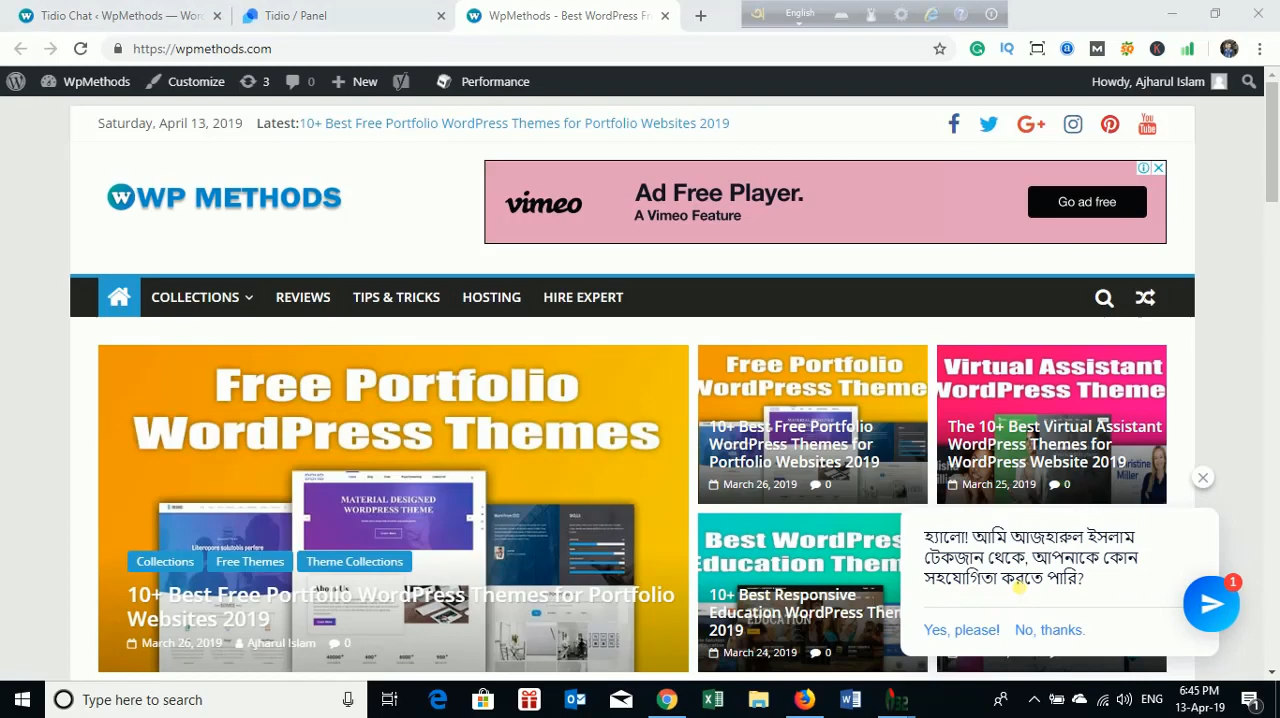 Tidio Chat ‹ WpMethods — Wor
Tidio / Panel
WpMethods - Best WordPress Fr
English
https://wpmethods.com
WpMethods
Customize
3
0
New
Performance
Howdy, Ajharul Islam
Saturday, April 13, 2019
Latest:10+ Best Free Portfolio WordPress Themes for Portfolio Websites 2019
WP METHODS
vimeo
Ad Free Player.
A Vimeo Feature
Go ad free
COLLECTIONS
REVIEWS
TIPS & TRICKS
HOSTING
HIRE EXPERT
Free Portfolio
WordPress Themes
MATERIAL DESIGNED
WORDPRESS THEME
Collections
Free Themes
Theme Collections
10+ Best Free Portfolio WordPress Themes for Portfolio
Websites 2019
March 26, 2019
Ajharul Islam
0
Free Portfolio
WordPress Theme
10+ Best Free Portfolio
WordPress Themes for
Portfolio Websites 2019
March 26, 2019
0
Virtual Assistant
WordPress Theme
The 10+ Best Virtual Assistant
WordPress Themes for
WordPress Website 2019
March 25, 2019
0
Best WordPres
Education Them
10+ Best Responsive
Education WordPress Them
2019
March 24, 2019
0
হ্যালো! আমি আজহারুল ইসলাম
টেকজান থেকে, আপনাকে কোন
সহযোগিতা করতে পারি?
Yes, please!
No, thanks.
1
Type here to search
ENG
6:45 PM
13-Apr-19
1